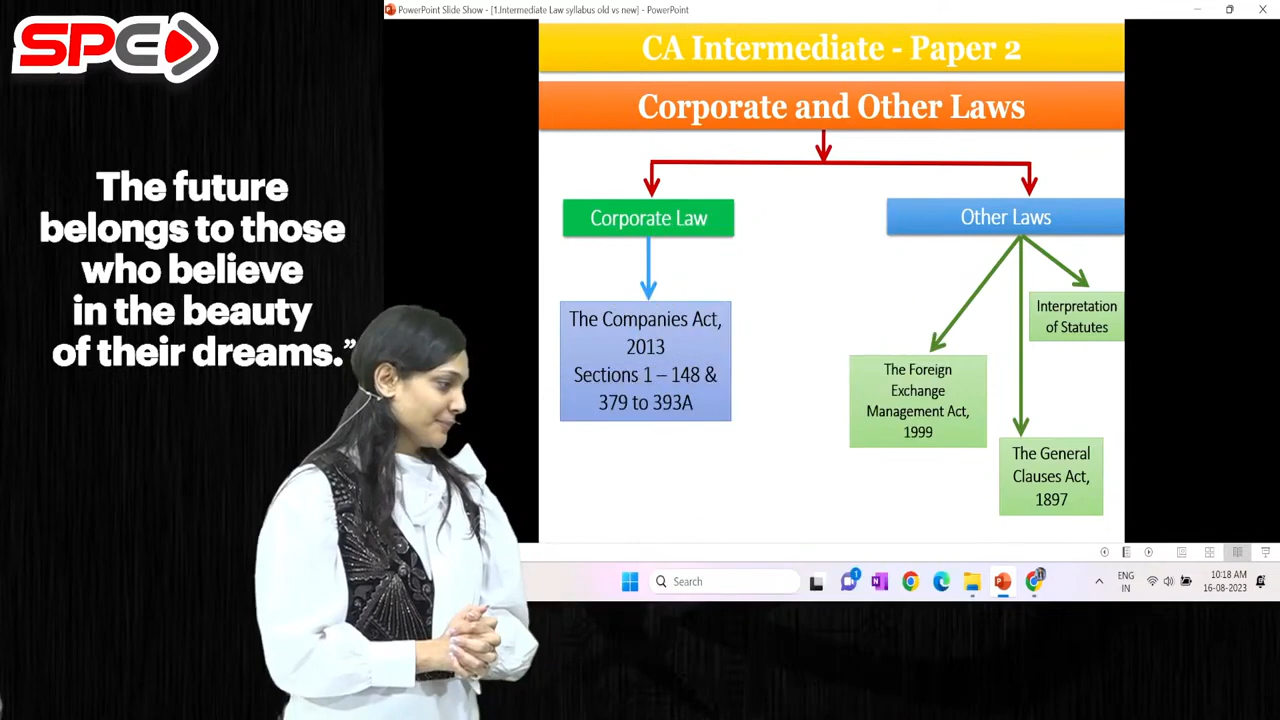 SPC
The future
belongs to those
who believe
in the beauty
of their dreams.”
PowerPoint Slide Show - [1.Intermediate Law syllabus old vs new] - PowerPoint
CA Intermediate - Paper 2
Corporate and Other Laws
Corporate Law
Other Laws
The Companies Act,
2013
Sections 1 – 148 &
379 to 393A
Interpretation
of Statutes
The Foreign
Exchange
Management Act,
1999
The General
Clauses Act,
1897
Search
1
11
ENG
IN
10:18 AM
16-08-2023